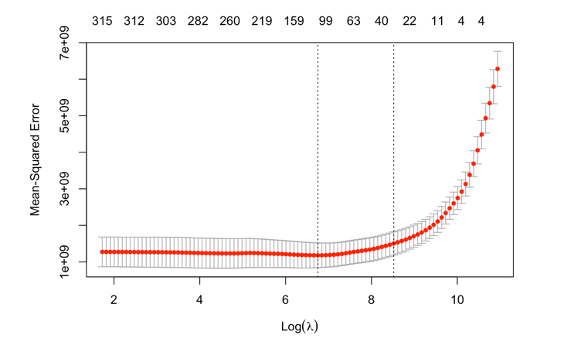 315 312 303 282 260 219 159 99 63 40 22 11 4 4
7e+09
5e+09
3e+09
1e+09
Mean-Squared Error
2 4 6 8 10
Log(λ)